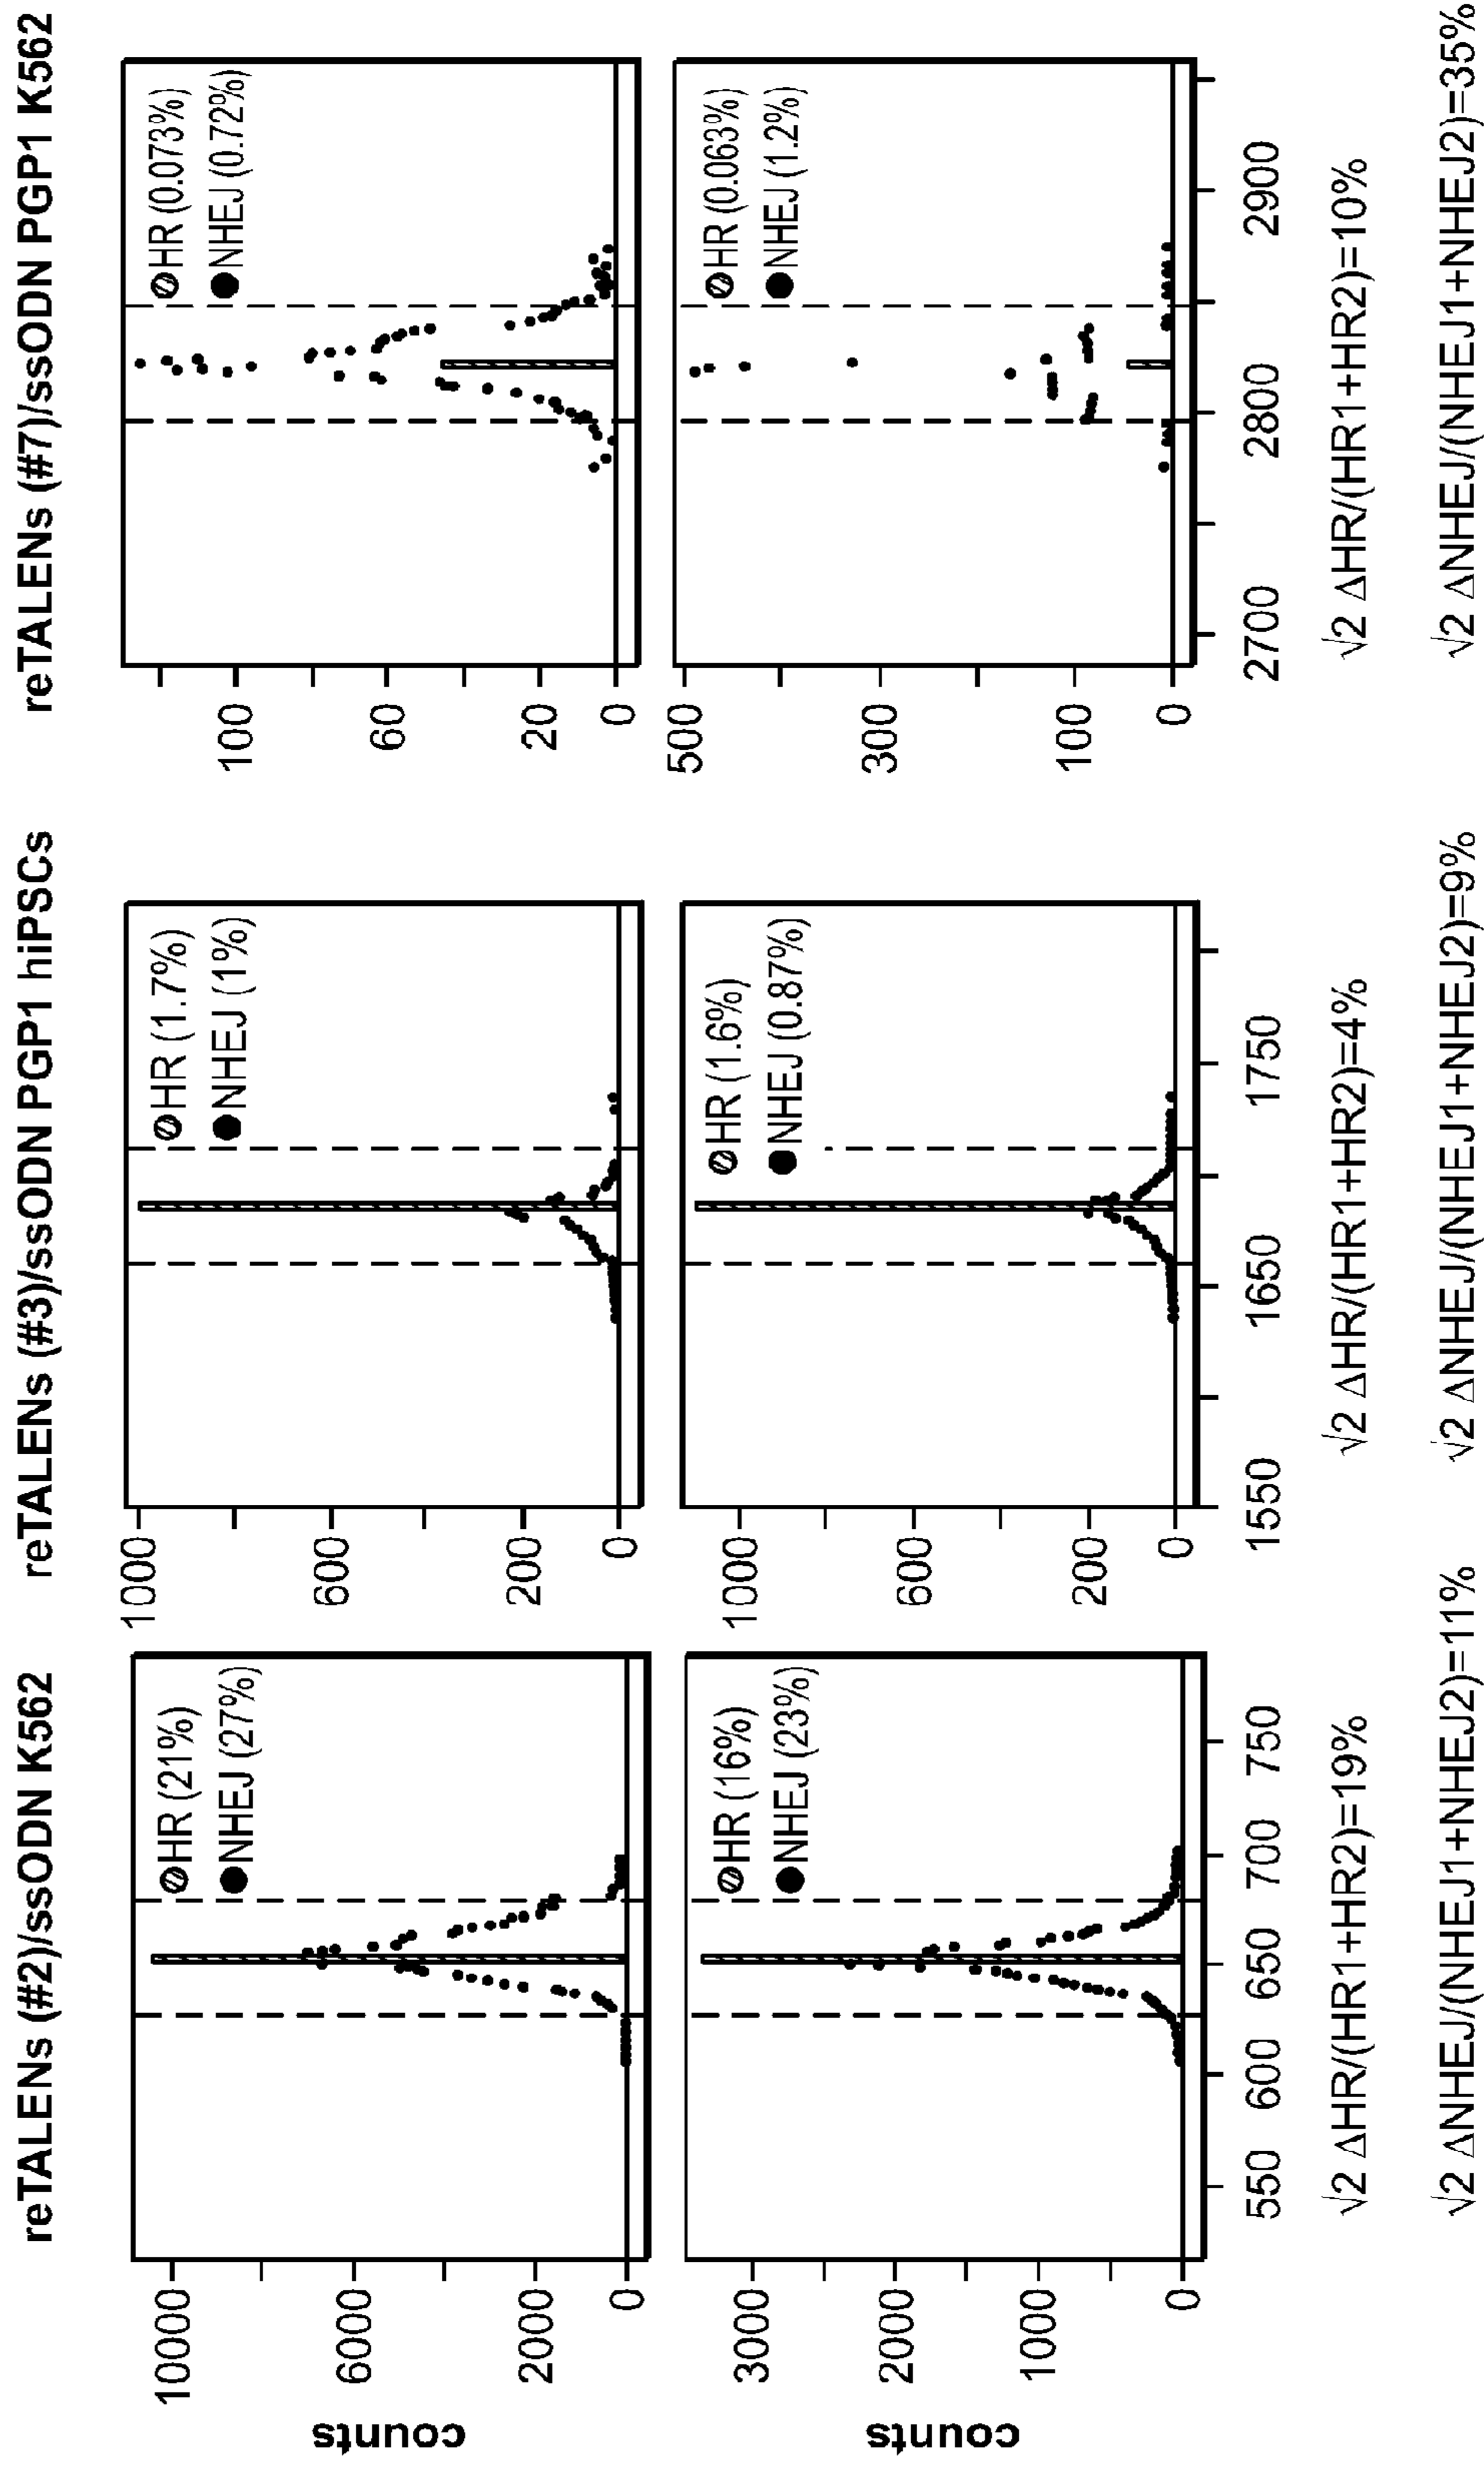 reTALENs (#2)/ssODN K562
counts
10000
6000
2000
0
HR (21%)
NHEJ (27%)
counts
3000
2000
1000
0
HR (16%)
NHEJ (23%)
550 600 650 700 750
√2 ΔHR/(HR1+HR2)=19%
√2 ΔNHEJ/(NHEJ1+NHEJ2)=11%
reTALENs (#3)/ssODN PGP1 hiPSCs
1000
600
200
0
HR (1.7%)
NHEJ (1%)
1000
600
200
0
HR (1.6%)
NHEJ (0.87%)
1550 1650 1750
√2 ΔHR/(HR1+HR2)=4%
√2 ΔNHEJ/(NHEJ1+NHEJ2)=9%
reTALENs (#7)/ssODN PGP1 K562
100
60
20
0
HR (0.073%)
NHEJ (0.72%)
500
300
100
0
HR (0.063%)
NHEJ (1.2%)
2700 2800 2900
√2 ΔHR/(HR1+HR2)=10%
√2 ΔNHEJ/(NHEJ1+NHEJ2)=35%